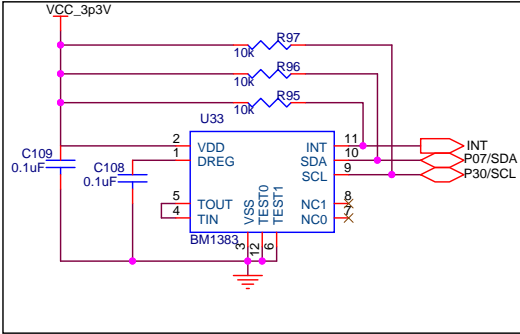 VCC_3p3V
R97
10k
R96
10k
R95
10k
U33
C109
0.1uF
C108
0.1uF
2 VDD
1 DREG
5 TOUT
4 TIN
INT 11
SDA 10
SCL 9
NC1 8
NC0 7
VSS
TEST0
TEST1
BM1383
3
12
6
INT
P07/SDA
P30/SCL